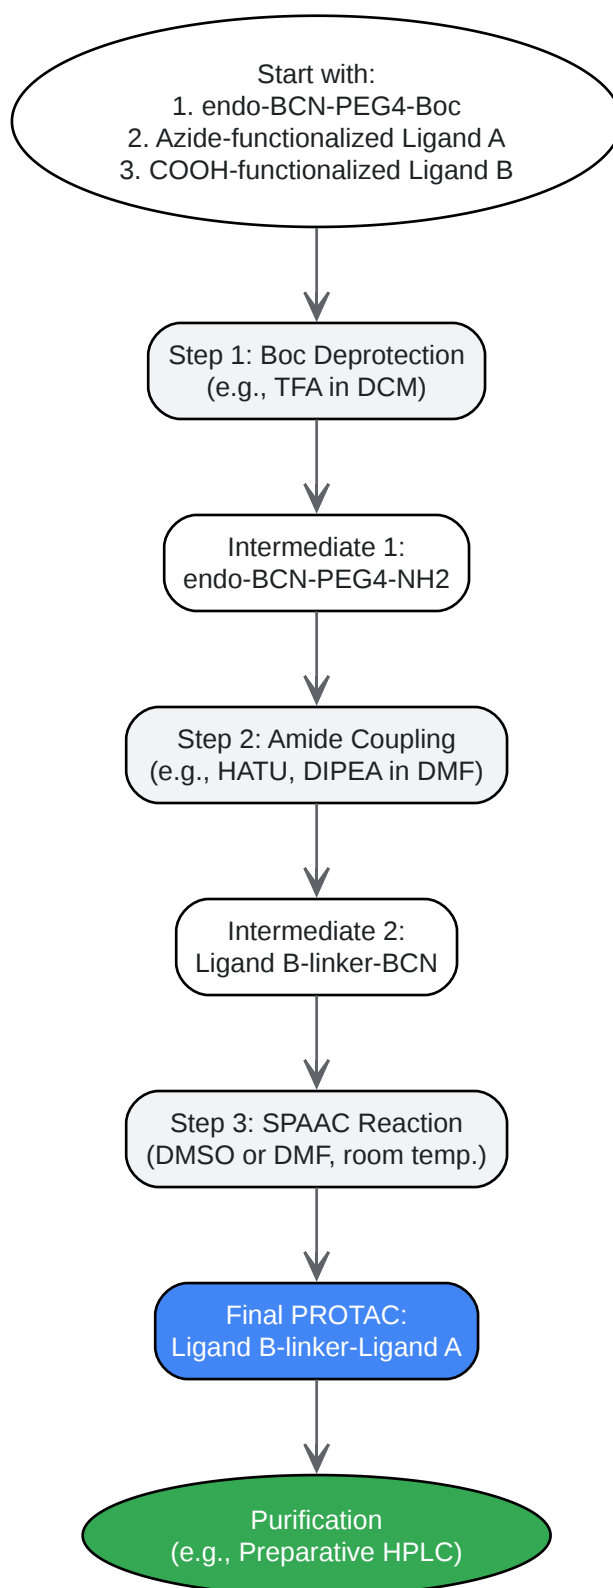 Start with:
1. endo-BCN-PEG4-Boc
2. Azide-functionalized Ligand A
3. COOH-functionalized Ligand B
Step 1: Boc Deprotection
(e.g., TFA in DCM)
Intermediate 1:
endo-BCN-PEG4-NH2
Step 2: Amide Coupling
(e.g., HATU, DIPEA in DMF)
Intermediate 2:
Ligand B-linker-BCN
Step 3: SPAAC Reaction
(DMSO or DMF, room temp.)
Final PROTAC:
Ligand B-linker-Ligand A
Purification
(e.g., Preparative HPLC)